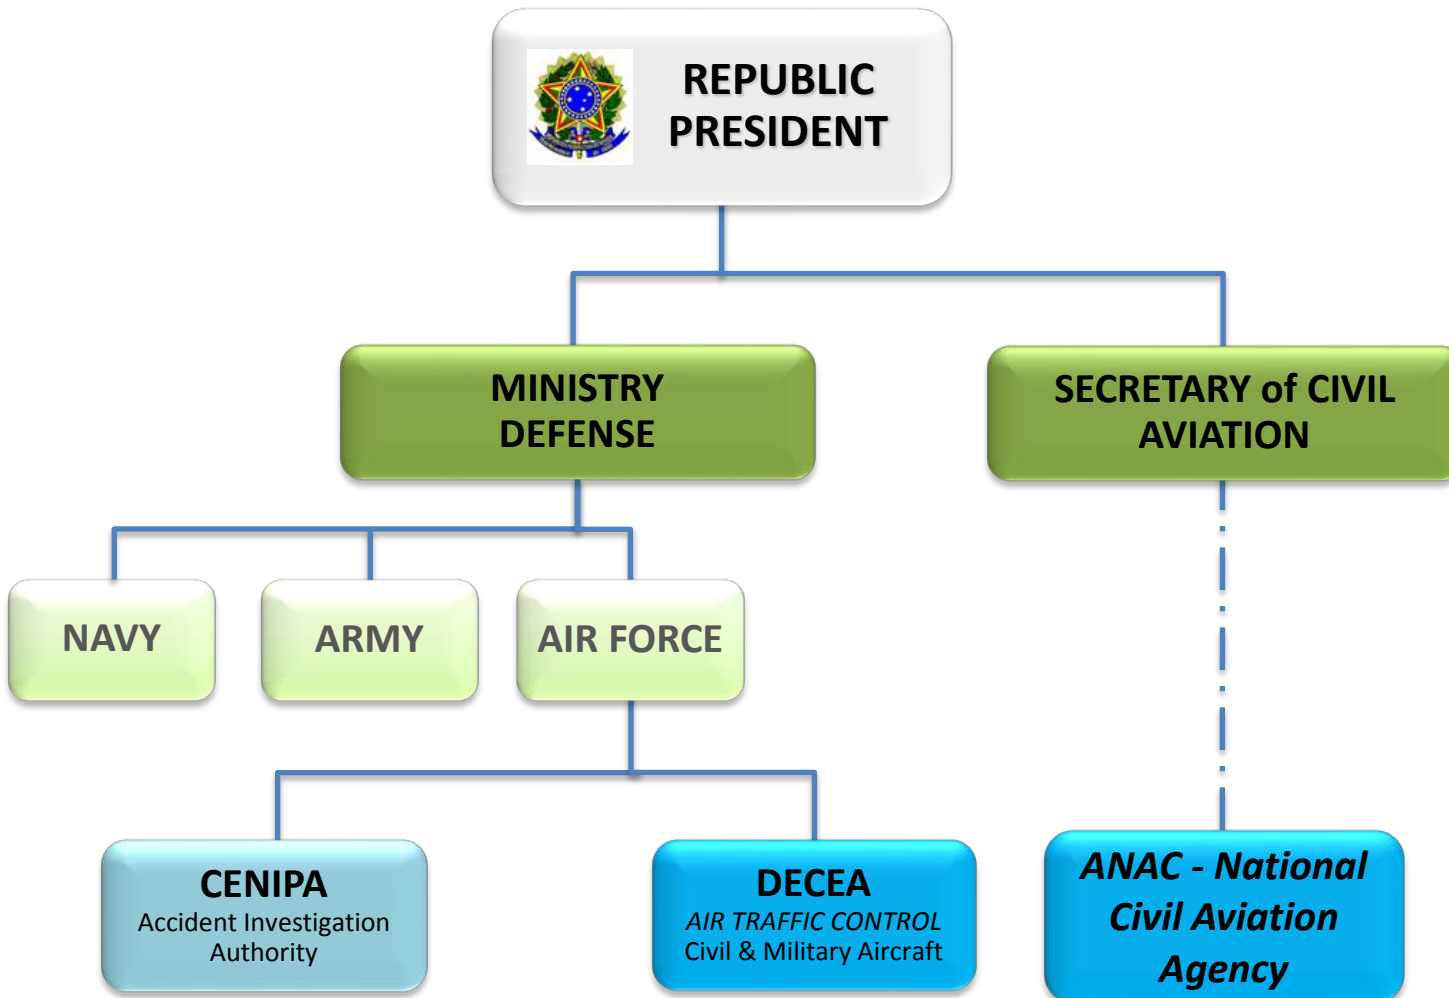 REPUBLIC
PRESIDENT
MINISTRY
DEFENSE
SECRETARY of CIVIL
AVIATION
NAVY
ARMY
AIR FORCE
CENIPA
Accident Investigation
Authority
DECEA
AIR TRAFFIC CONTROL
Civil & Military Aircraft
ANAC - National
Civil Aviation
Agency